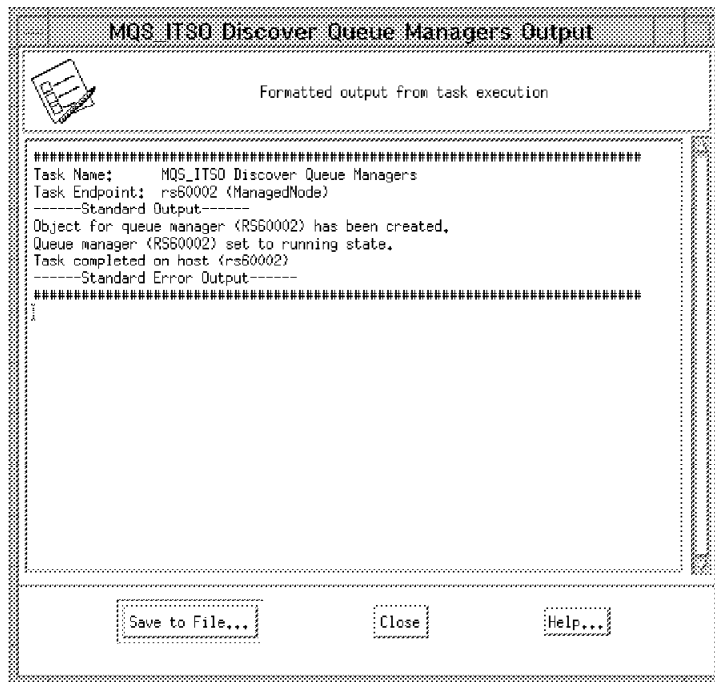 MQS_ITSO Discover Queue Managers Output
Formatted output from task execution
############################################################################
Task Name:      MQS_ITSO Discover Queue Managers
Task Endpoint:  rs60002 (ManagedNode)
------Standard Output------
Object for queue manager (RS60002) has been created.
Queue manager (RS60002) set to running state.
Task completed on host (rs60002)
------Standard Error Output------
############################################################################
Save to File... Close Help...